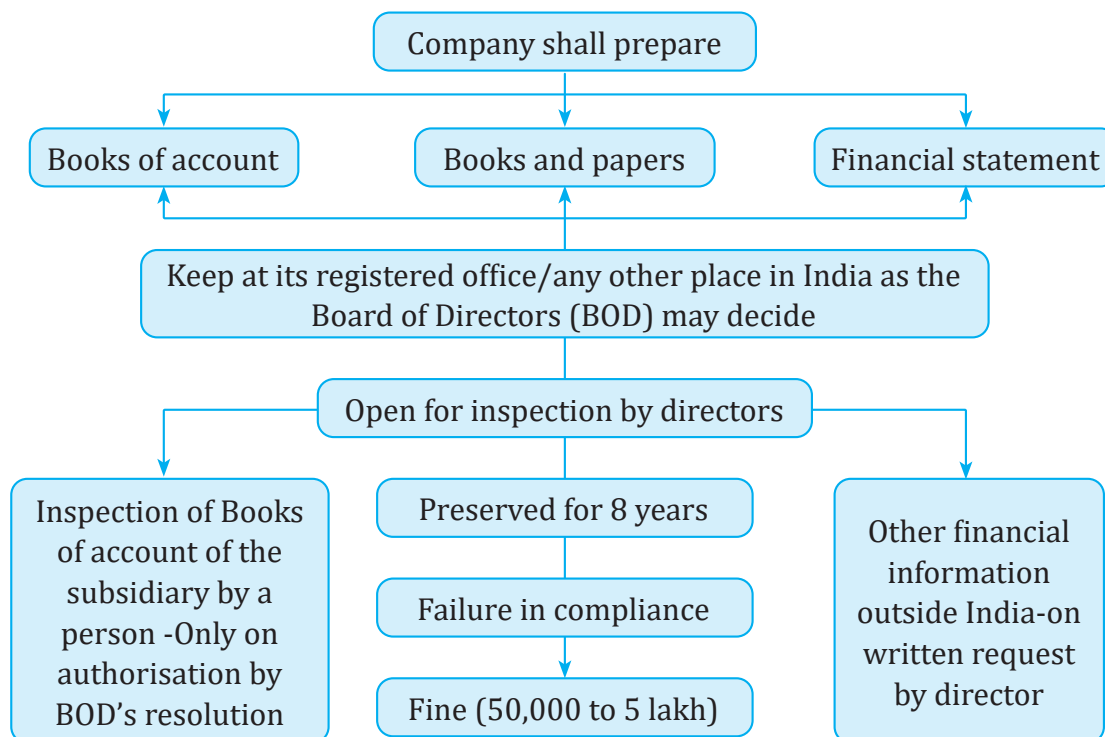 Company shall prepare
Books of account
Books and papers
Financial statement
Keep at its registered office/any other place in India as the
Board of Directors (BOD) may decide
Open for inspection by directors
Inspection of Books
of account of the
subsidiary by a
person -Only on
authorisation by
BOD's resolution
Preserved for 8 years
Failure in compliance
Fine (50,000 to 5 lakh)
Other financial
information
outside India-on
written request
by director